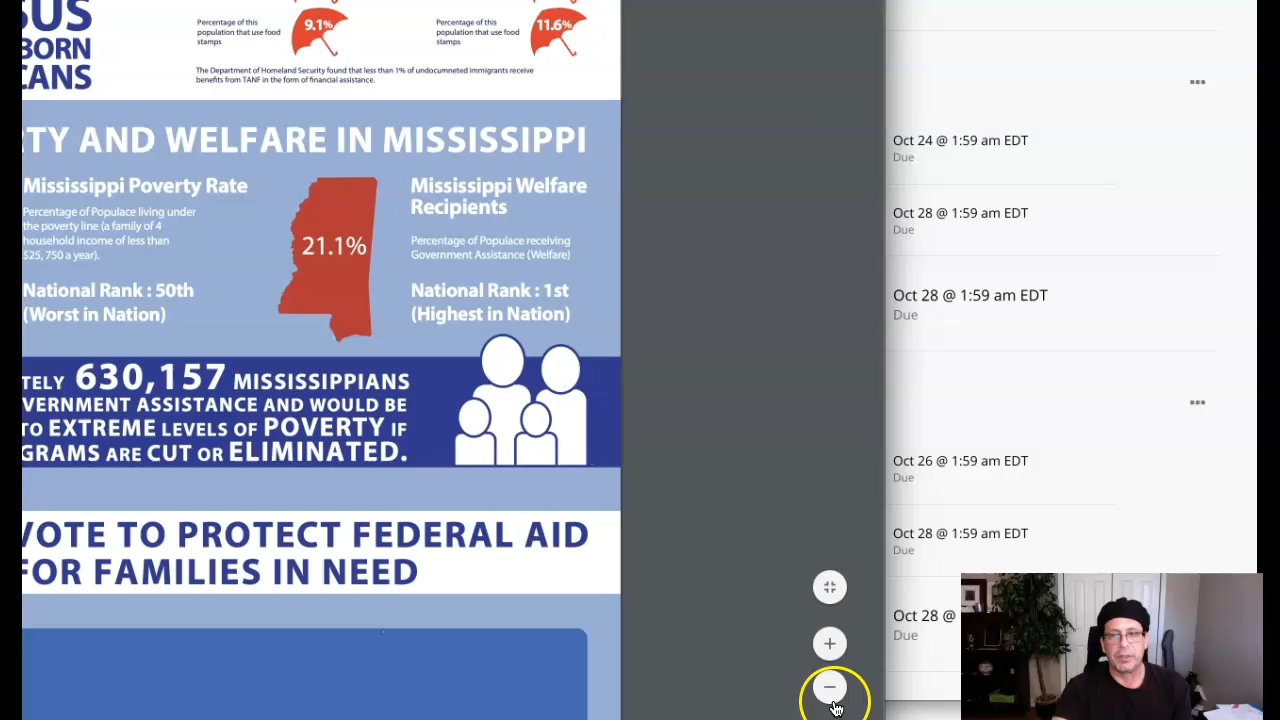 SUS
BORN
CANS
Percentage of this
population that use food
stamps
9.1%
Percentage of this
population that use food
stamps
11.6%
The Department of Homeland Security found that less than 1% of undocumneted immigrants receive
benefits from TANF in the form of financial assistance.
RTY AND WELFARE IN MISSISSIPPI
Mississippi Poverty Rate
Percentage of Populace living under
the poverty line (a family of 4
household income of less than
$25, 750 a year).
National Rank : 50th
(Worst in Nation)
21.1%
Mississippi Welfare
Recipients
Percentage of Populace receiving
Government Assistance (Welfare)
National Rank : 1st
(Highest in Nation)
TELY 630,157 MISSISSIPPIANS
VERNMENT ASSISTANCE AND WOULD BE
TO EXTREME LEVELS OF POVERTY IF
GRAMS ARE CUT OR ELIMINATED.
VOTE TO PROTECT FEDERAL AID
FOR FAMILIES IN NEED
Oct 24 @ 1:59 am EDT
Due
Oct 28 @ 1:59 am EDT
Due
Oct 28 @ 1:59 am EDT
Due
Oct 26 @ 1:59 am EDT
Due
Oct 28 @ 1:59 am EDT
Due
Oct 28 @
Due